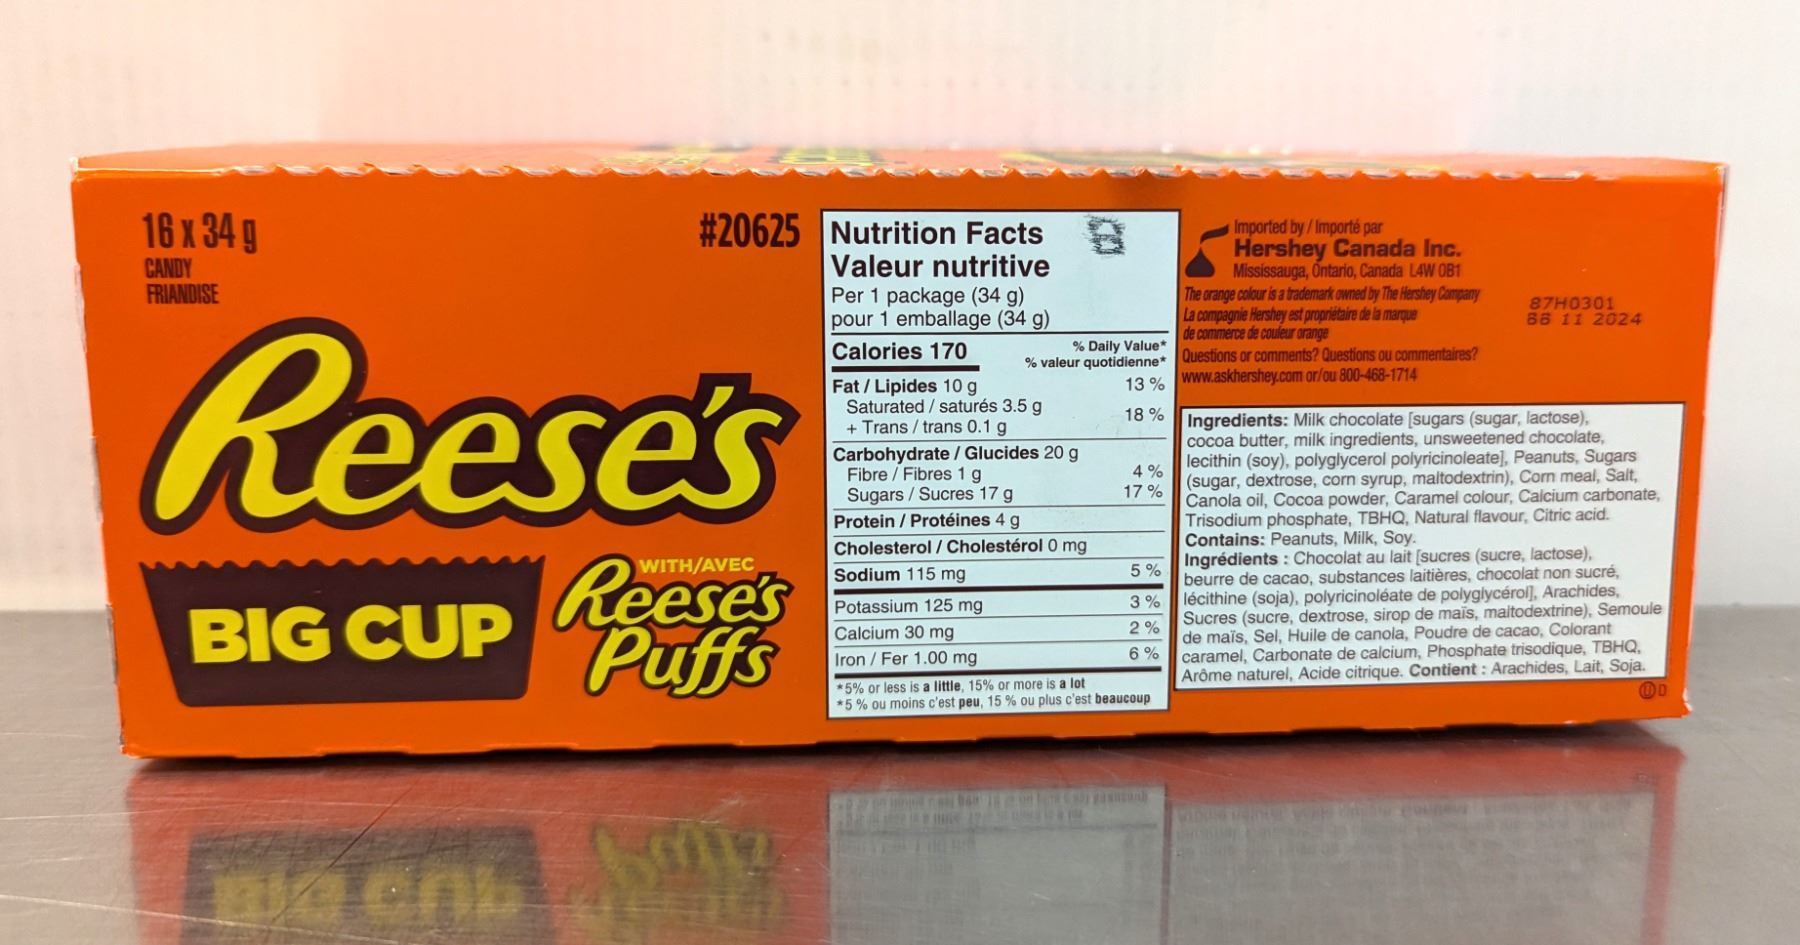 16 x 34 g
CANDY
FRIANDISE
#20625
Reese's
BIG CUP
WITH/AVEC
Reese's
Puffs
Nutrition Facts
Valeur nutritive
Per 1 package (34 g)
pour 1 emballage (34 g)
Calories 170
% Daily Value*
% valeur quotidienne*
Fat / Lipides 10 g 13 %
Saturated / saturés 3.5 g
+ Trans / trans 0.1 g 18 %
Carbohydrate / Glucides 20 g
Fibre / Fibres 1 g 4 %
Sugars / Sucres 17 g 17 %
Protein / Protéines 4 g
Cholesterol / Cholestérol 0 mg
Sodium 115 mg 5 %
Potassium 125 mg 3 %
Calcium 30 mg 2 %
Iron / Fer 1.00 mg 6 %
*5% or less is a little, 15% or more is a lot
*5 % ou moins c'est peu, 15 % ou plus c'est beaucoup
Imported by / Importé par
Hershey Canada Inc.
Mississauga, Ontario, Canada L4W 0B1
The orange colour is a trademark owned by The Hershey Company
La compagnie Hershey est propriétaire de la marque
de commerce de couleur orange
Questions or comments? Questions ou commentaires?
www.askhershey.com or/ou 800-468-1714
87H0301
11 2024
Ingredients: Milk chocolate [sugars (sugar, lactose),
cocoa butter, milk ingredients, unsweetened chocolate,
lecithin (soy), polyglycerol polyricinoleate], Peanuts, Sugars
(sugar, dextrose, corn syrup, maltodextrin), Corn meal, Salt,
Canola oil, Cocoa powder, Caramel colour, Calcium carbonate,
Trisodium phosphate, TBHQ, Natural flavour, Citric acid.
Contains: Peanuts, Milk, Soy.
Ingrédients : Chocolat au lait [sucres (sucre, lactose),
beurre de cacao, substances laitières, chocolat non sucré,
lécithine (soja), polyricinoléate de polyglycérol], Arachides,
Sucres (sucre, dextrose, sirop de maïs, maltodextrine), Semoule
de maïs, Sel, Huile de canola, Poudre de cacao, Colorant
caramel, Carbonate de calcium, Phosphate trisodique, TBHQ,
Arôme naturel, Acide citrique. Contient : Arachides, Lait, Soja.
Ⓤ D